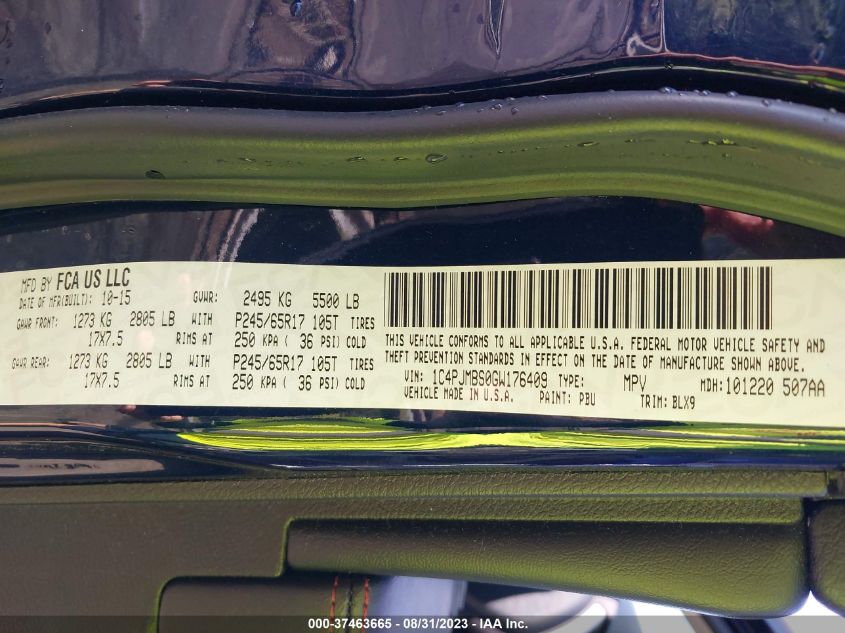 MFD BY FCA US LLC
DATE OF MFR(BUILT): 10-15 GVWR: 2495 KG 5500 LB
GAWR FRONT: 1273 KG 2805 LB WITH P245/65R17 105T TIRES
17X7.5 RIMS AT 250 KPA ( 36 PSI) COLD
GAWR REAR: 1273 KG 2805 LB WITH P245/65R17 105T TIRES
17X7.5 RIMS AT 250 KPA ( 36 PSI) COLD
THIS VEHICLE CONFORMS TO ALL APPLICABLE U.S.A. FEDERAL MOTOR VEHICLE SAFETY AND
THEFT PREVENTION STANDARDS IN EFFECT ON THE DATE OF MANUFACTURE SHOWN ABOVE.
VIN: 1C4PJMBS0GW176409 TYPE: MPV MDH:101220 507AA
VEHICLE MADE IN U.S.A. PAINT: PBU TRIM: BLX9
000-37463665 - 08/31/2023 - IAA Inc.